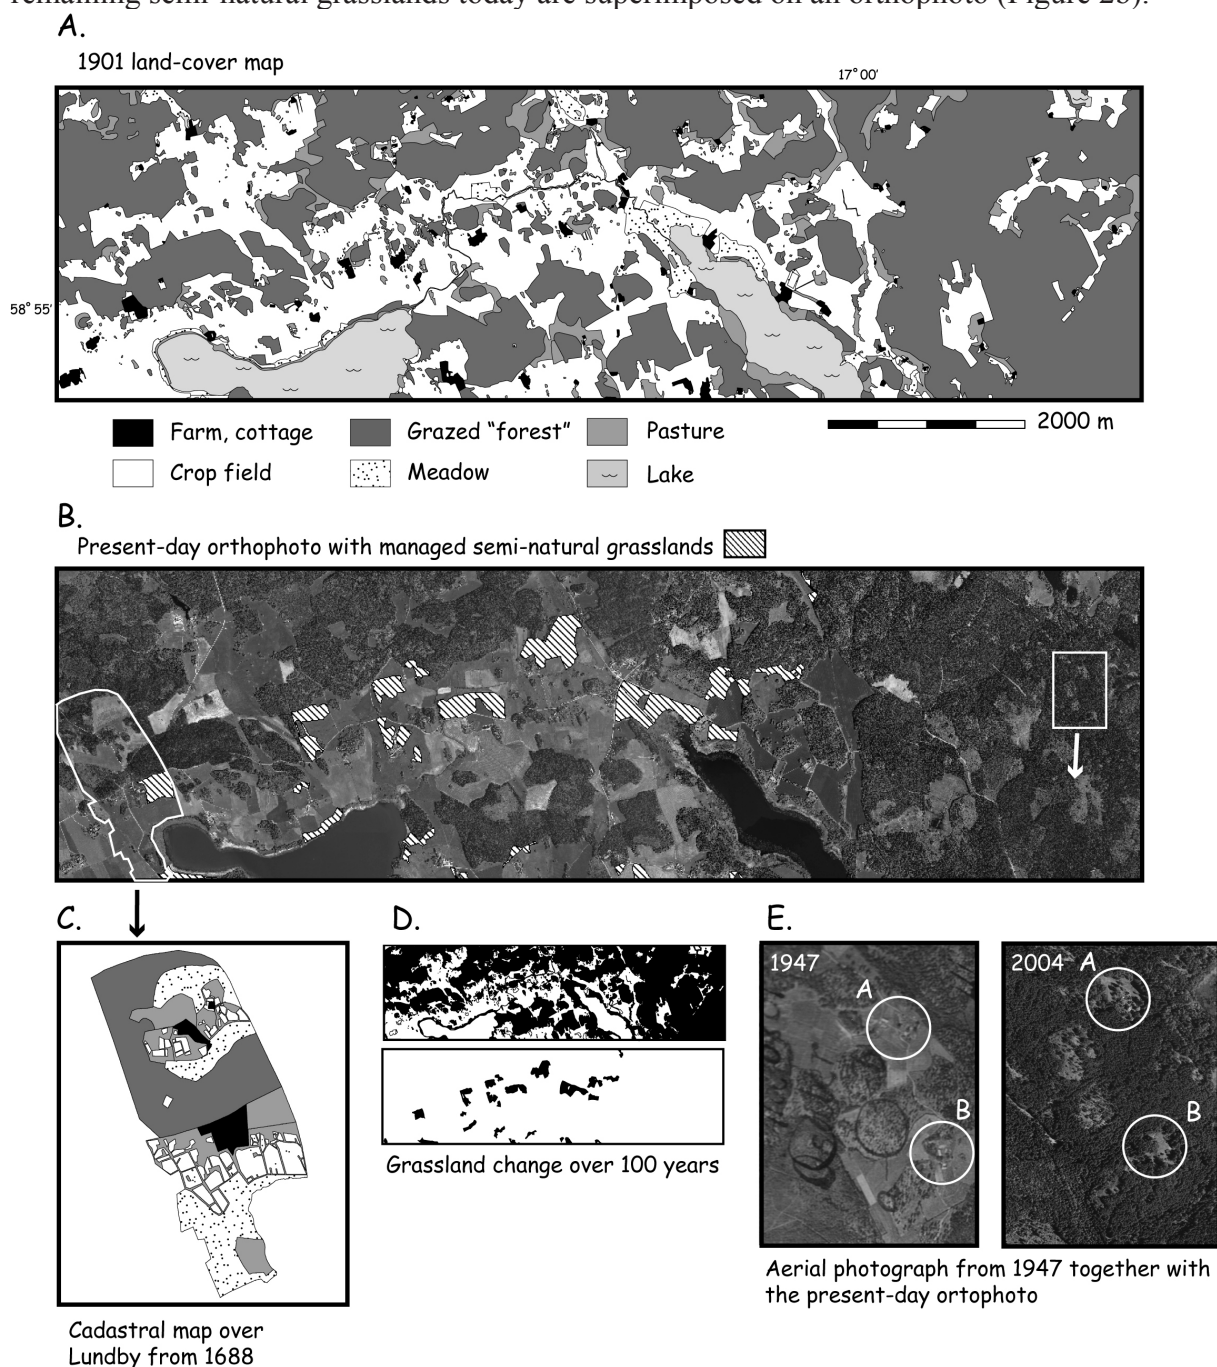 remaining semi-natural grasslands today are superimposed on an orthophoto (Figure 2b).
A.
1901 land-cover map
17° 00'
58° 55'
Farm, cottage
Grazed "forest"
Pasture
2000 m
Crop field
Meadow
Lake
B.
Present-day orthophoto with managed semi-natural grasslands
C.
D.
E.
1947
A
B
2004
A
B
Grassland change over 100 years
Aerial photograph from 1947 together with
the present-day ortophoto
Cadastral map over
Lundby from 1688